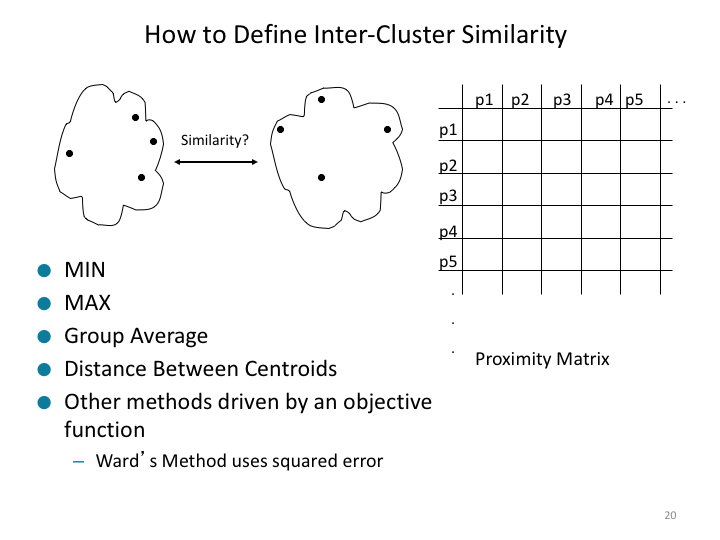 How to Define Inter-Cluster Similarity
Similarity?
p1 p2 p3 p4 p5 . . .
p1
p2
p3
p4
p5
.
.
.
Proximity Matrix
MIN
MAX
Group Average
Distance Between Centroids
Other methods driven by an objective
function
– Ward’s Method uses squared error
20